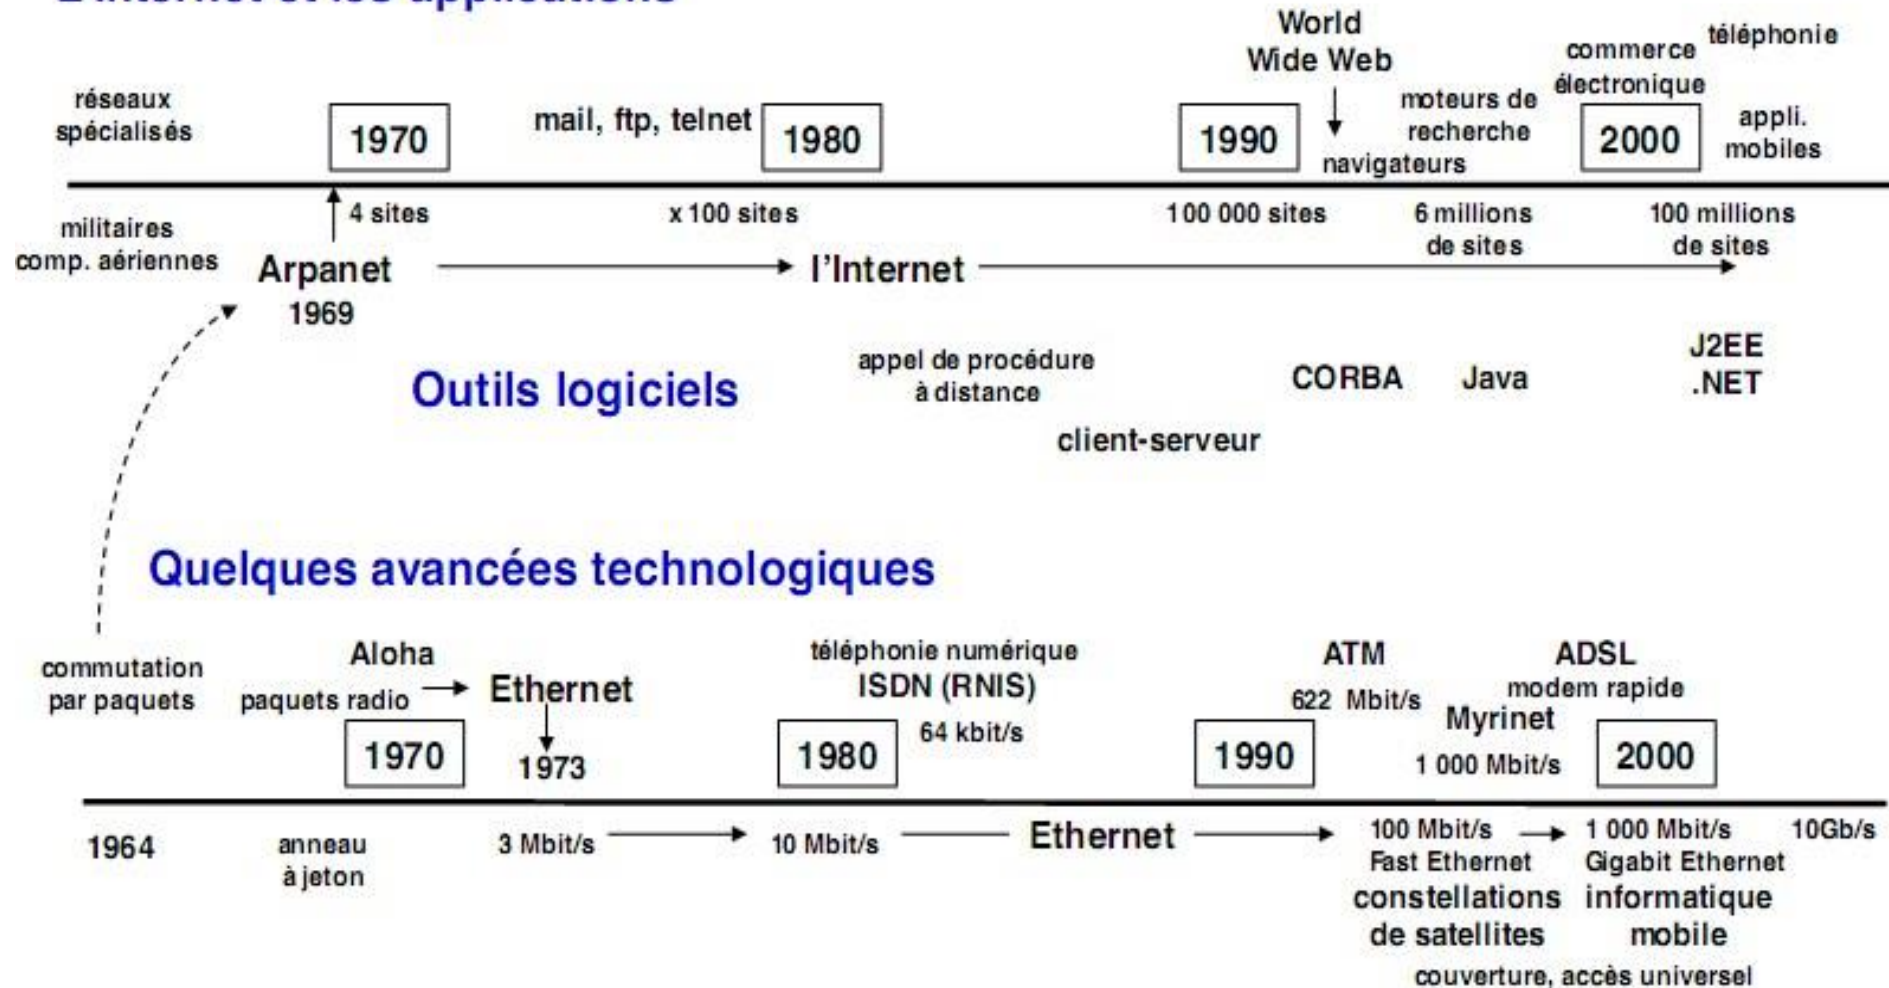 L'Internet et les applications
réseaux
spécialisés
1970
mail, ftp, telnet
1980
1990
World
Wide Web
navigateurs
moteurs de
recherche
commerce
électronique
2000
téléphonie
appli.
mobiles
militaires
comp. aériennes
4 sites
x 100 sites
100 000 sites
6 millions
de sites
100 millions
de sites
Arpanet
1969
l'Internet
Outils logiciels
appel de procédure
à distance
client-serveur
CORBA
Java
J2EE
.NET
Quelques avancées technologiques
commutation
par paquets
Aloha
paquets radio
Ethernet
1970
1973
téléphonie numérique
ISDN (RNIS)
64 kbit/s
1980
1990
ATM
622 Mbit/s
Myrinet
1 000 Mbit/s
ADSL
modem rapide
2000
1964
anneau
à jeton
3 Mbit/s
10 Mbit/s
Ethernet
100 Mbit/s
Fast Ethernet
1 000 Mbit/s
Gigabit Ethernet
10Gb/s
constellations
de satellites
informatique
mobile
couverture, accès universel